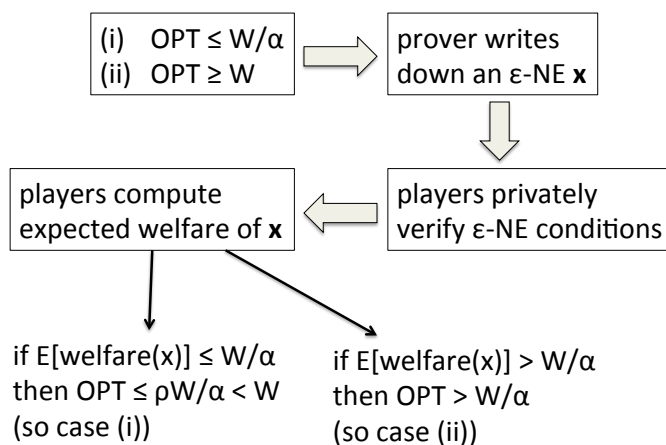 (i) OPT ≤ W/α
(ii) OPT ≥ W
prover writes
down an ε-NE x
players privately
verify ε-NE conditions
players compute
expected welfare of x
if E[welfare(x)] ≤ W/α
then OPT ≤ ρW/α < W
(so case (i))
if E[welfare(x)] > W/α
then OPT > W/α
(so case (ii))